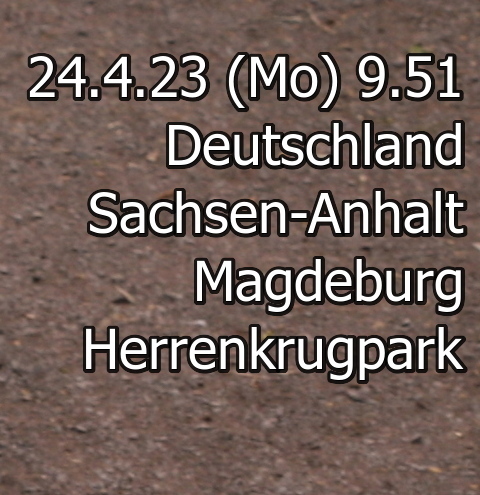 24.4.23 (Mo) 9.51
Deutschland
Sachsen-Anhalt
Magdeburg
Herrenkrugpark